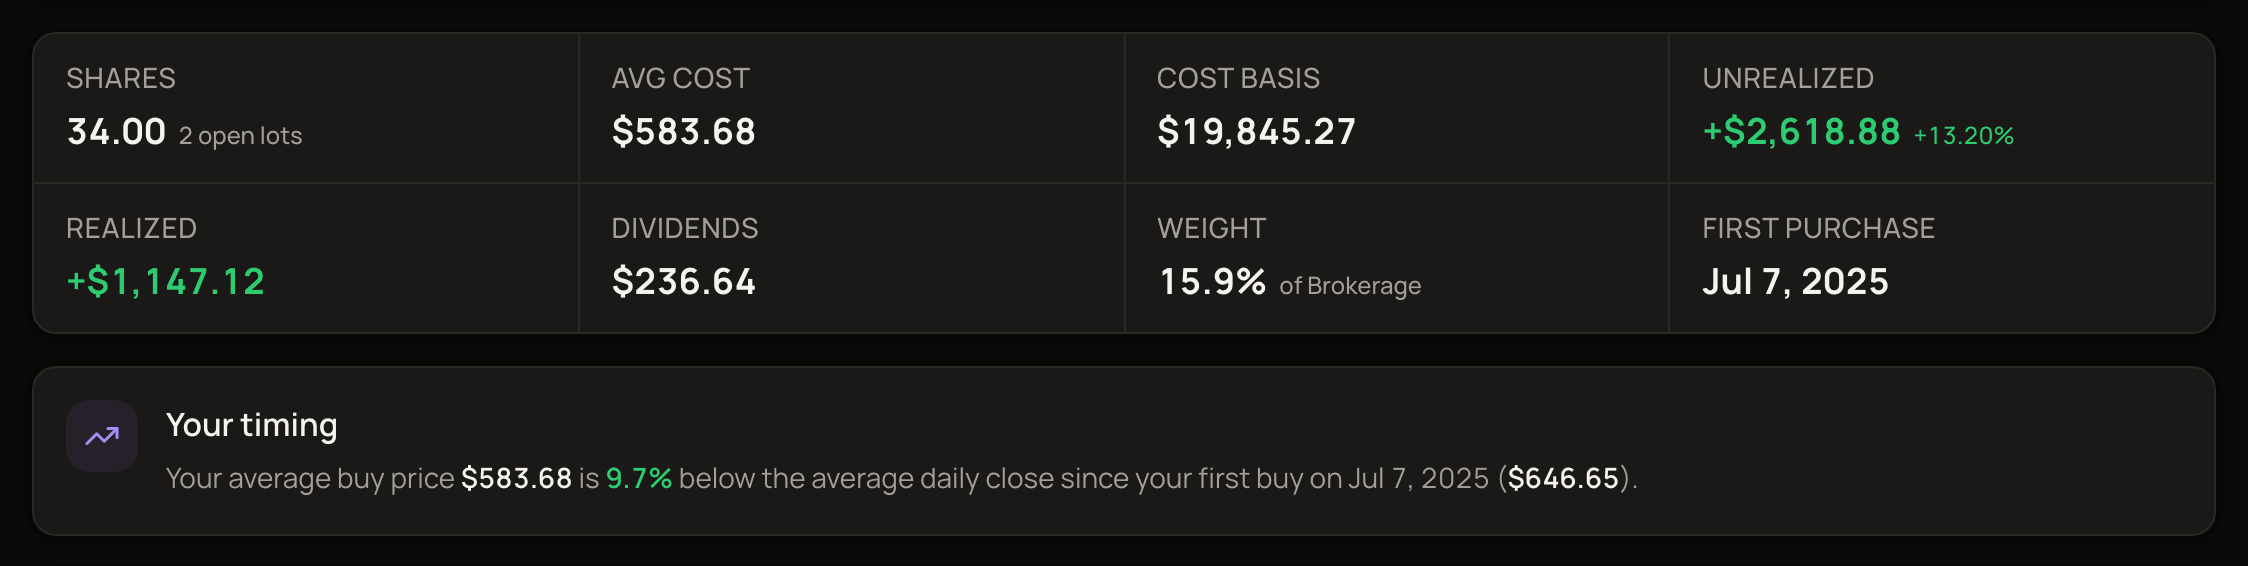 SHARES
34.00 2 open lots
AVG COST
$583.68
COST BASIS
$19,845.27
UNREALIZED
+$2,618.88 +13.20%
REALIZED
+$1,147.12
DIVIDENDS
$236.64
WEIGHT
15.9% of Brokerage
FIRST PURCHASE
Jul 7, 2025
Your timing
Your average buy price $583.68 is 9.7% below the average daily close since your first buy on Jul 7, 2025 ($646.65).